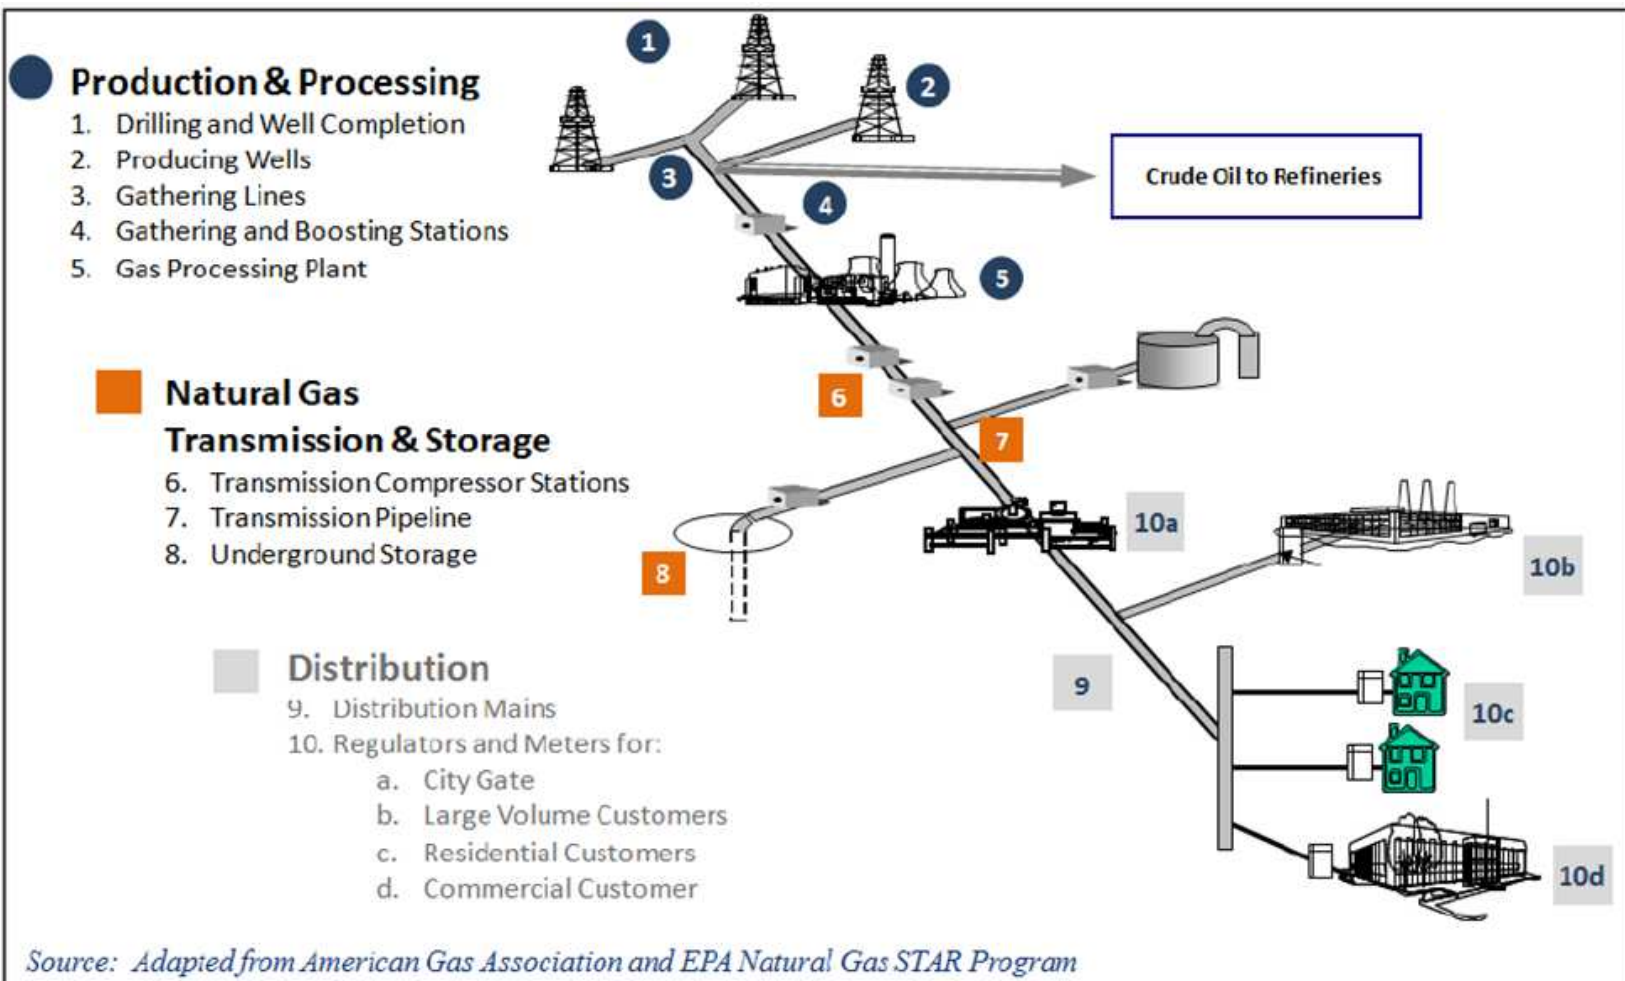 Production & Processing
1. Drilling and Well Completion
2. Producing Wells
3. Gathering Lines
4. Gathering and Boosting Stations
5. Gas Processing Plant
Natural Gas
Transmission & Storage
6. Transmission Compressor Stations
7. Transmission Pipeline
8. Underground Storage
Distribution
9. Distribution Mains
10. Regulators and Meters for:
a. City Gate
b. Large Volume Customers
c. Residential Customers
d. Commercial Customer
1
2
3
4
Crude Oil to Refineries
5
6
7
8
10a
10b
9
10c
10d
Source: Adapted from American Gas Association and EPA Natural Gas STAR Program